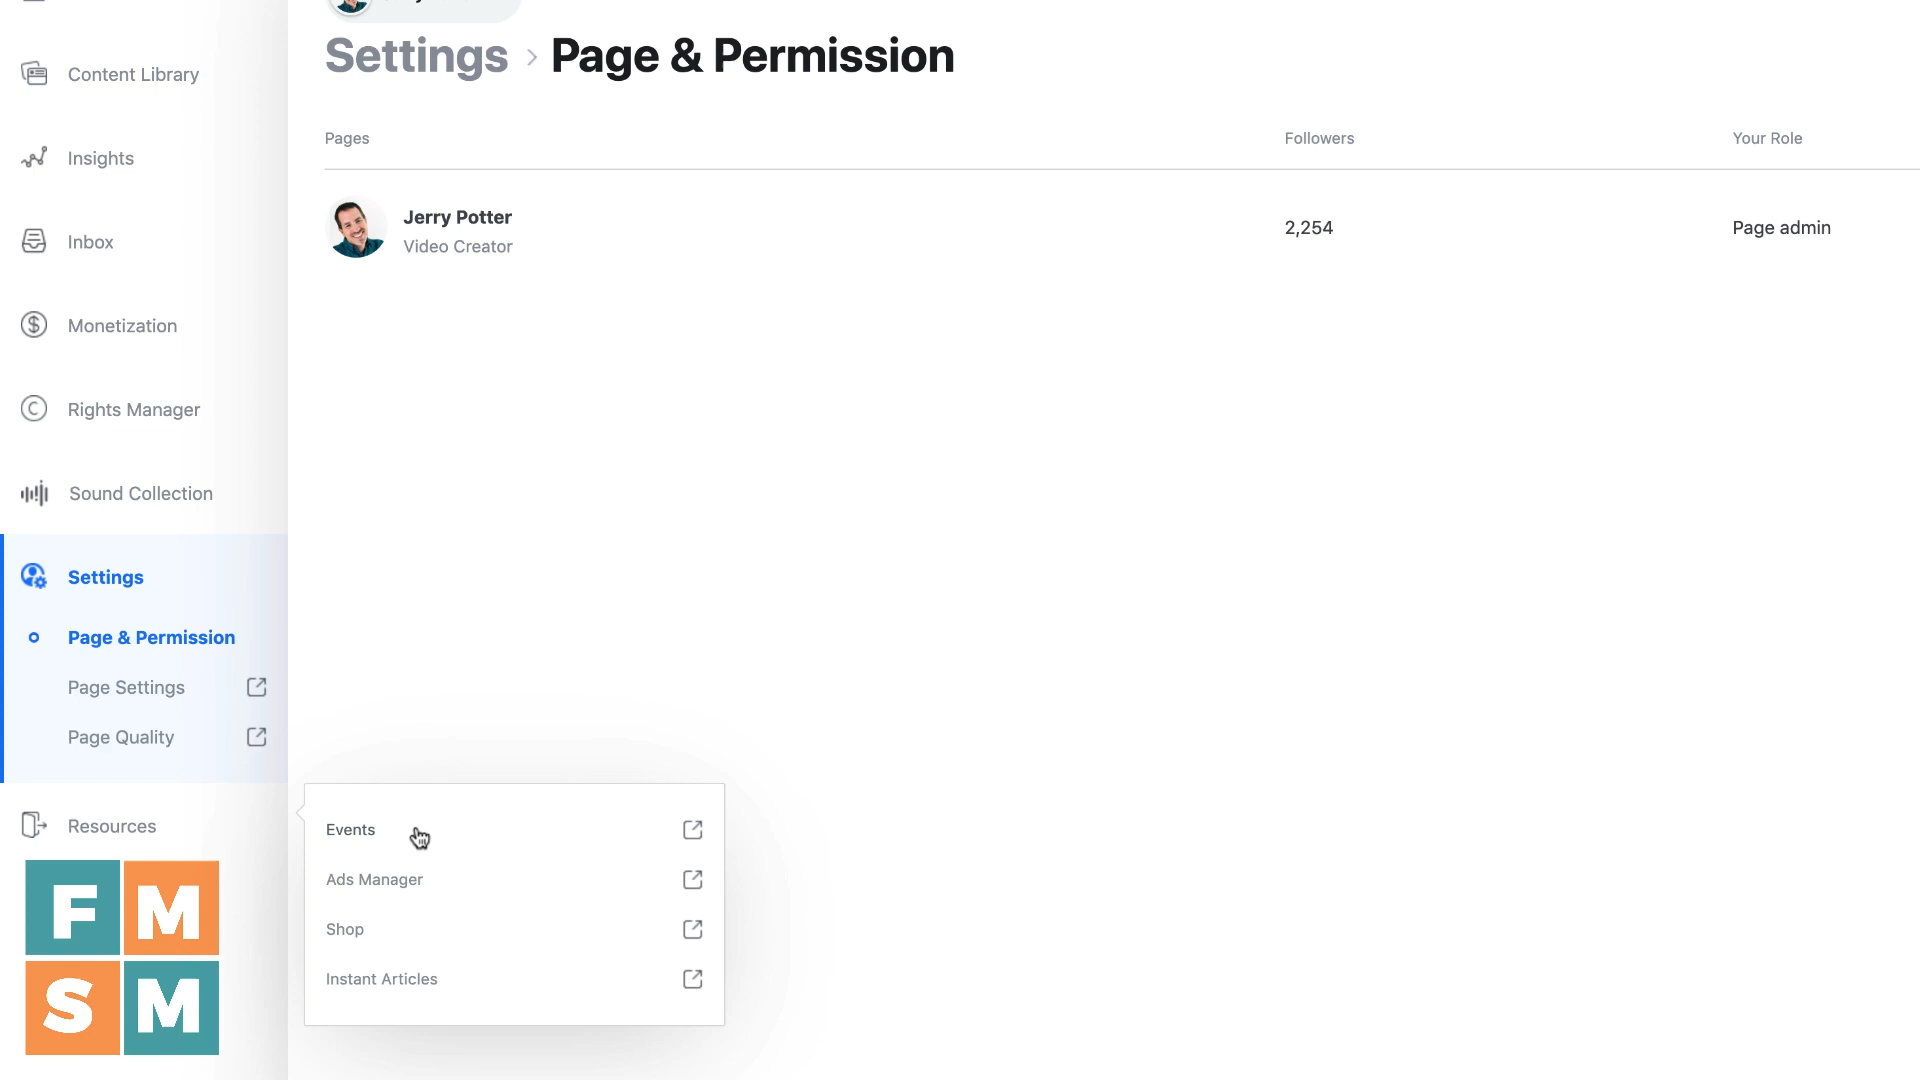 Settings > Page & Permission
Content Library
Insights
Inbox
Monetization
Rights Manager
Sound Collection
Settings
Page & Permission
Page Settings
Page Quality
Resources
Pages Followers Your Role
Jerry Potter
Video Creator
2,254
Page admin
Events
Ads Manager
Shop
Instant Articles
F M
S M